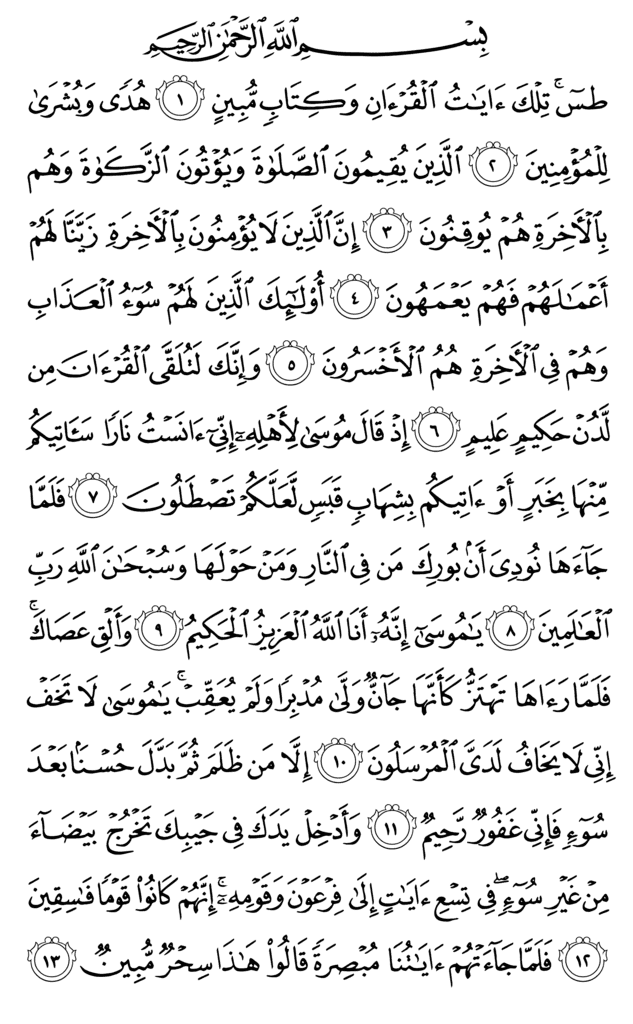 بِسْمِ ٱللَّهِ ٱلرَّحْمَٰنِ ٱلرَّحِيمِ
طسٓ ۚ تِلْكَ ءَايَٰتُ ٱلْقُرْءَانِ وَكِتَابٍ مُّبِينٍ ١ هُدًى وَبُشْرَىٰ
لِلْمُؤْمِنِينَ ٢ ٱلَّذِينَ يُقِيمُونَ ٱلصَّلَوٰةَ وَيُؤْتُونَ ٱلزَّكَوٰةَ وَهُم
بِٱلْأَخِرَةِ هُمْ يُوقِنُونَ ٣ إِنَّ ٱلَّذِينَ لَا يُؤْمِنُونَ بِٱلْأَخِرَةِ زَيَّنَّا لَهُمْ
أَعْمَٰلَهُمْ فَهُمْ يَعْمَهُونَ ٤ أُو۟لَٰٓئِكَ ٱلَّذِينَ لَهُمْ سُوٓءُ ٱلْعَذَابِ
وَهُمْ فِى ٱلْأَخِرَةِ هُمُ ٱلْأَخْسَرُونَ ٥ وَإِنَّكَ لَتُلَقَّى ٱلْقُرْءَانَ مِن
لَّدُنْ حَكِيمٍ عَلِيمٍ ٦ إِذْ قَالَ مُوسَىٰ لِأَهْلِهِۦٓ إِنِّىٓ ءَانَسْتُ نَارًا سَـَٔاتِيكُم
مِّنْهَا بِخَبَرٍ أَوْ ءَاتِيكُم بِشِهَابٍ قَبَسٍ لَّعَلَّكُمْ تَصْطَلُونَ ٧ فَلَمَّا
جَآءَهَا نُودِىَ أَنۢ بُورِكَ مَن فِى ٱلنَّارِ وَمَنْ حَوْلَهَا وَسُبْحَٰنَ ٱللَّهِ رَبِّ
ٱلْعَٰلَمِينَ ٨ يَٰمُوسَىٰٓ إِنَّهُۥٓ أَنَا ٱللَّهُ ٱلْعَزِيزُ ٱلْحَكِيمُ ٩ وَأَلْقِ عَصَاكَ ۚ
فَلَمَّا رَءَاهَا تَهْتَزُّ كَأَنَّهَا جَآنٌّ وَلَّىٰ مُدْبِرًا وَلَمْ يُعَقِّبْ ۚ يَٰمُوسَىٰ لَا تَخَفْ
إِنِّى لَا يَخَافُ لَدَىَّ ٱلْمُرْسَلُونَ ١٠ إِلَّا مَن ظَلَمَ ثُمَّ بَدَّلَ حُسْنًۢا بَعْدَ
سُوٓءٍ فَإِنِّى غَفُورٌ رَّحِيمٌ ١١ وَأَدْخِلْ يَدَكَ فِى جَيْبِكَ تَخْرُجْ بَيْضَآءَ
مِنْ غَيْرِ سُوٓءٍ ۖ فِى تِسْعِ ءَايَٰتٍ إِلَىٰ فِرْعَوْنَ وَقَوْمِهِۦٓ ۚ إِنَّهُمْ كَانُوا۟ قَوْمًا فَٰسِقِينَ
١٢ فَلَمَّا جَآءَتْهُمْ ءَايَٰتُنَا مُبْصِرَةً قَالُوا۟ هَٰذَا سِحْرٌ مُّبِينٌ ١٣